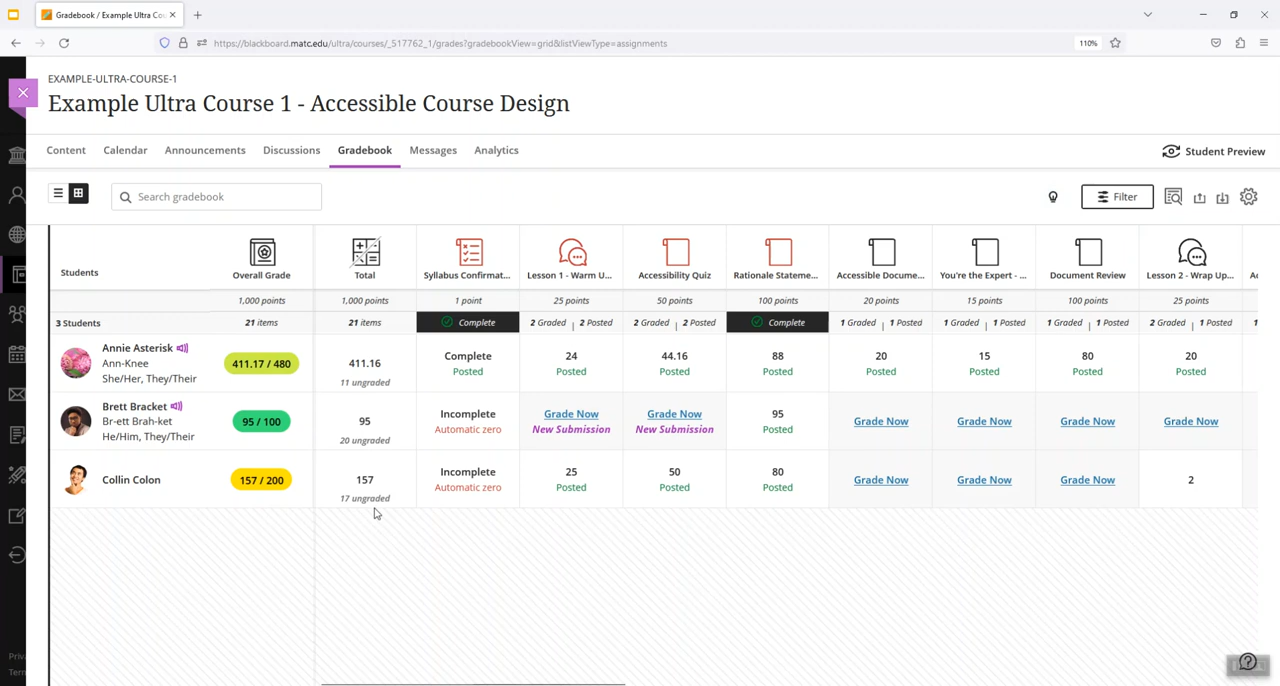 Gradebook / Example Ultra Cou
https://blackboard.matc.edu/ultra/courses/_517762_1/grades?gradebookView=grid&listViewType=assignments
110%
EXAMPLE-ULTRA-COURSE-1
Example Ultra Course 1 - Accessible Course Design
Content Calendar Announcements Discussions Gradebook Messages Analytics
Student Preview
Search gradebook
Filter
Students Overall Grade Total Syllabus Confirmat... Lesson 1 - Warm U... Accessibility Quiz Rationale Stateme... Accessible Docume... You're the Expert - ... Document Review Lesson 2 - Wrap Up...
1,000 points 1,000 points 1 point 25 points 50 points 100 points 20 points 15 points 100 points 25 points
3 Students 21 items 21 items Complete 2 Graded | 2 Posted 2 Graded | 2 Posted Complete 1 Graded | 1 Posted 1 Graded | 1 Posted 1 Graded | 1 Posted 2 Graded | 1 Posted
Annie Asterisk
Ann-Knee
She/Her, They/Their
411.17 / 480
411.16
11 ungraded
Complete 24 44.16 88 20 15 80 20
Posted Posted Posted Posted Posted Posted Posted Posted
Brett Bracket
Br-ett Brah-ket
He/Him, They/Their
95 / 100
95
20 ungraded
Incomplete Grade Now Grade Now 95 Grade Now Grade Now Grade Now Grade Now
Automatic zero New Submission New Submission Posted
Collin Colon
157 / 200
157
17 ungraded
Incomplete 25 50 80 Grade Now Grade Now Grade Now 2
Automatic zero Posted Posted Posted
Priv
Tern